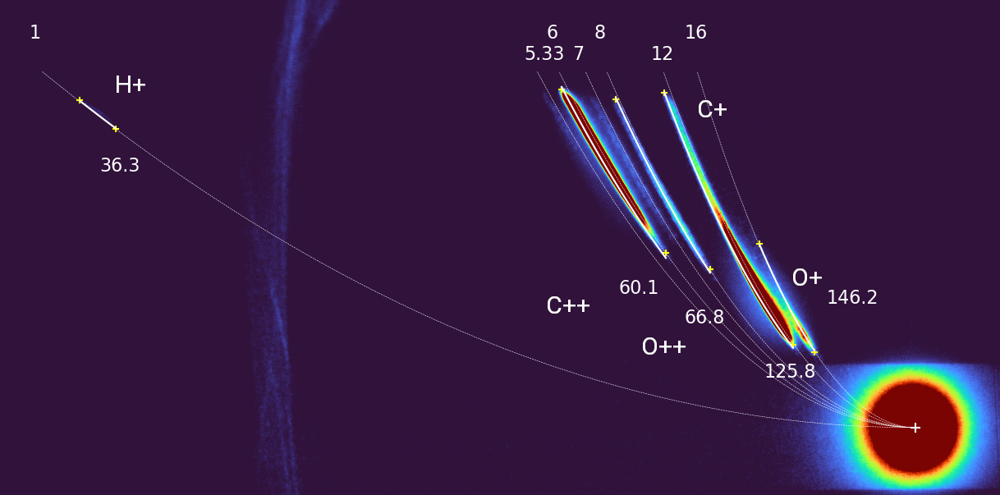 1 6 8 16
5.33 7 12
H+
C+
36.3
O+
60.1 146.2
C++
66.8
O++
125.8